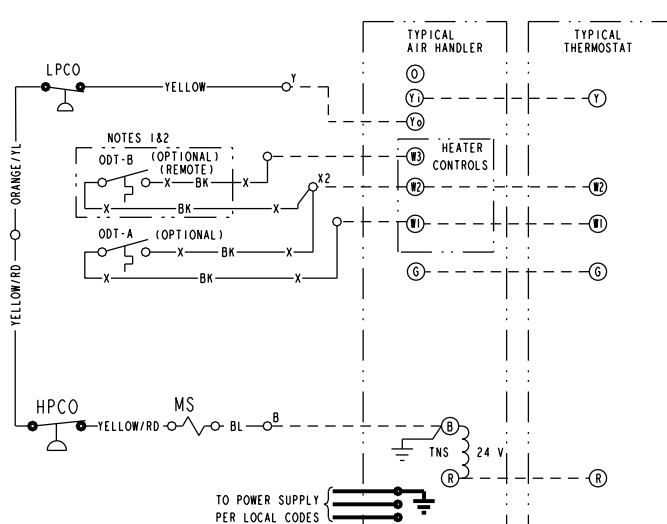 TYPICAL
AIR HANDLER
TYPICAL
THERMOSTAT
LPCO
O
YELLOW
Y
Yi
Y
Yo
NOTES 1&2
ODT-B
(OPTIONAL)
(REMOTE)
HEATER
CONTROLS
W3
X
BK
X
X2
W2
W2
X
BK
X
ODT-A
(OPTIONAL)
W1
W1
X
BK
X
X
BK
X
G
G
ORANGE/YL
YELLOW/RD
HPCO
MS
YELLOW/RD
BL
B
B
TNS
24 V
R
R
TO POWER SUPPLY
PER LOCAL CODES